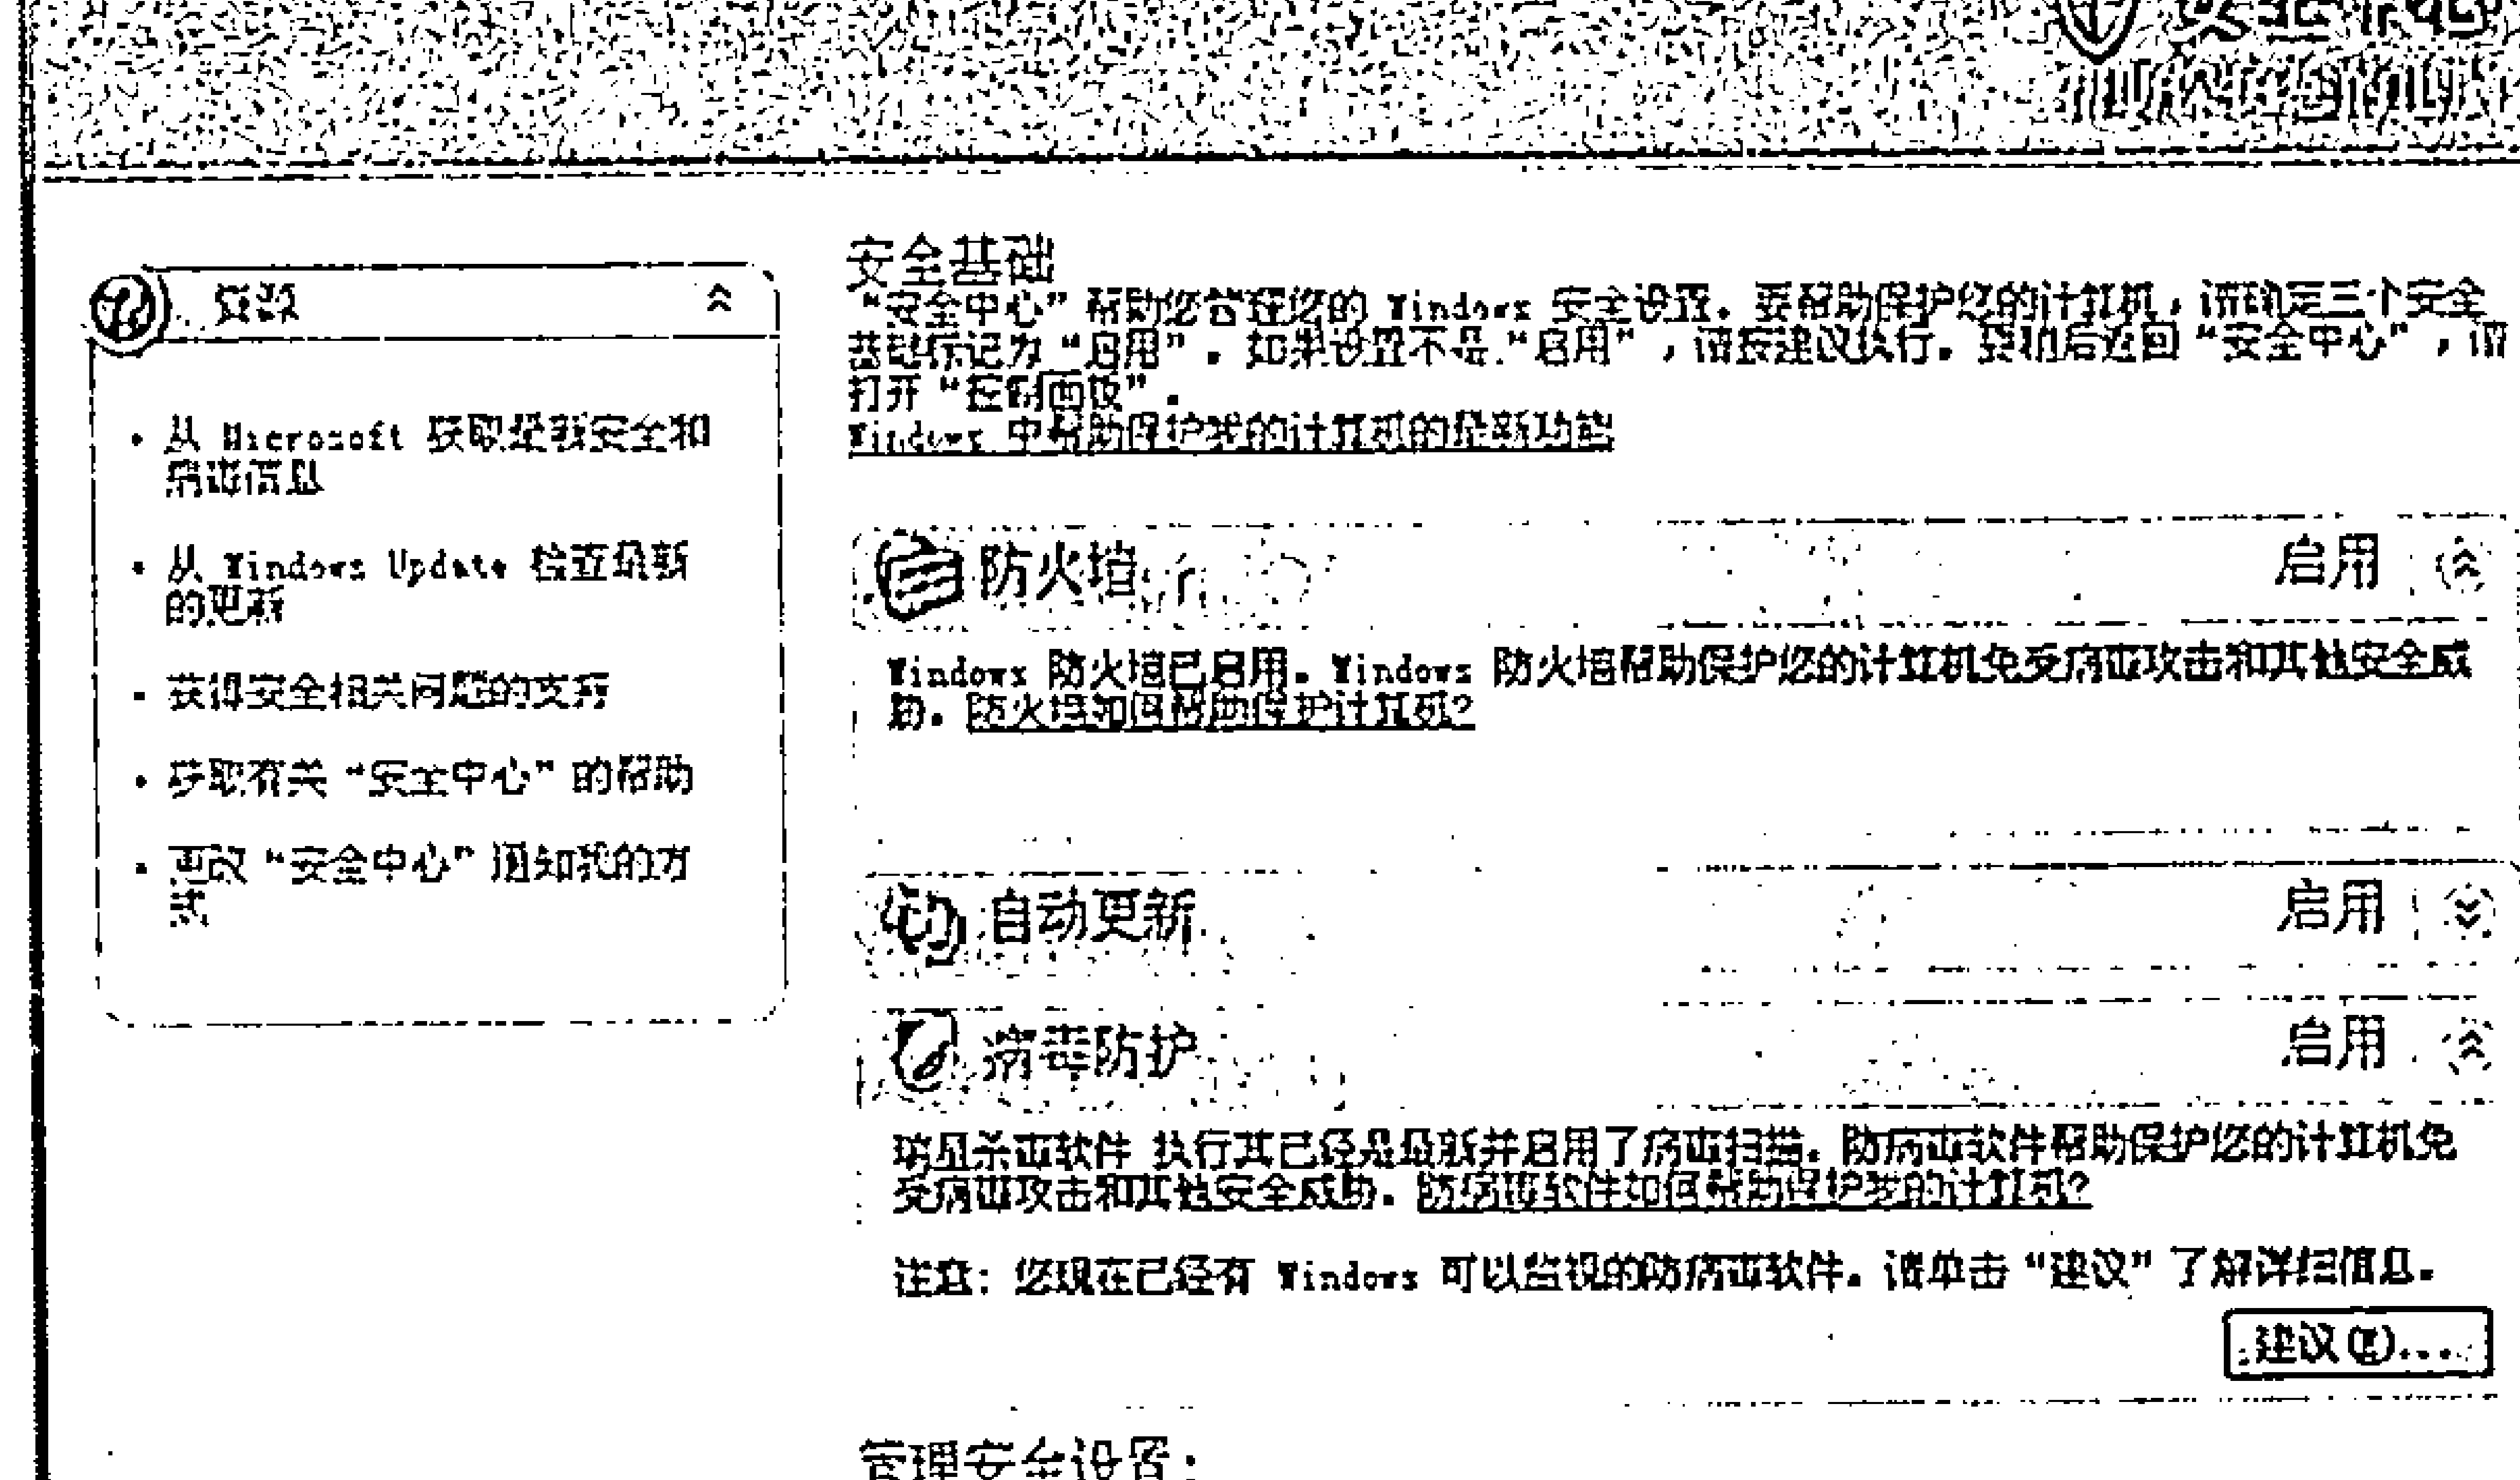 安全中心
安全基础
资源
“安全中心”帮助您管理您的 Windows 安全设置。要帮助保护您的计算机，请确定三个安全
基础标记为“启用”。如果设置不是“启用”，请按建议执行。要稍后返回“安全中心”，请
打开“控制面板”。
Windows 中帮助保护我的计算机的最新功能
从 Microsoft 获取最新安全和
病毒信息
从 Windows Update 检查最新
的更新
获得安全相关问题的支持
获取有关“安全中心”的帮助
更改“安全中心”通知我的方
式
防火墙 启用
Windows 防火墙已启用。Windows 防火墙帮助保护您的计算机免受病毒攻击和其他安全威
胁。防火墙如何帮助保护计算机?
自动更新 启用
病毒防护 启用
瑞星杀毒软件 执行其已经是最新并启用了病毒扫描。防病毒软件帮助保护您的计算机免
受病毒攻击和其他安全威胁。防病毒软件如何帮助保护我的计算机?
注意: 您现在已经有 Windows 可以监视的防病毒软件。请单击“建议”了解详细信息。
建议(E)...
管理安全设置: